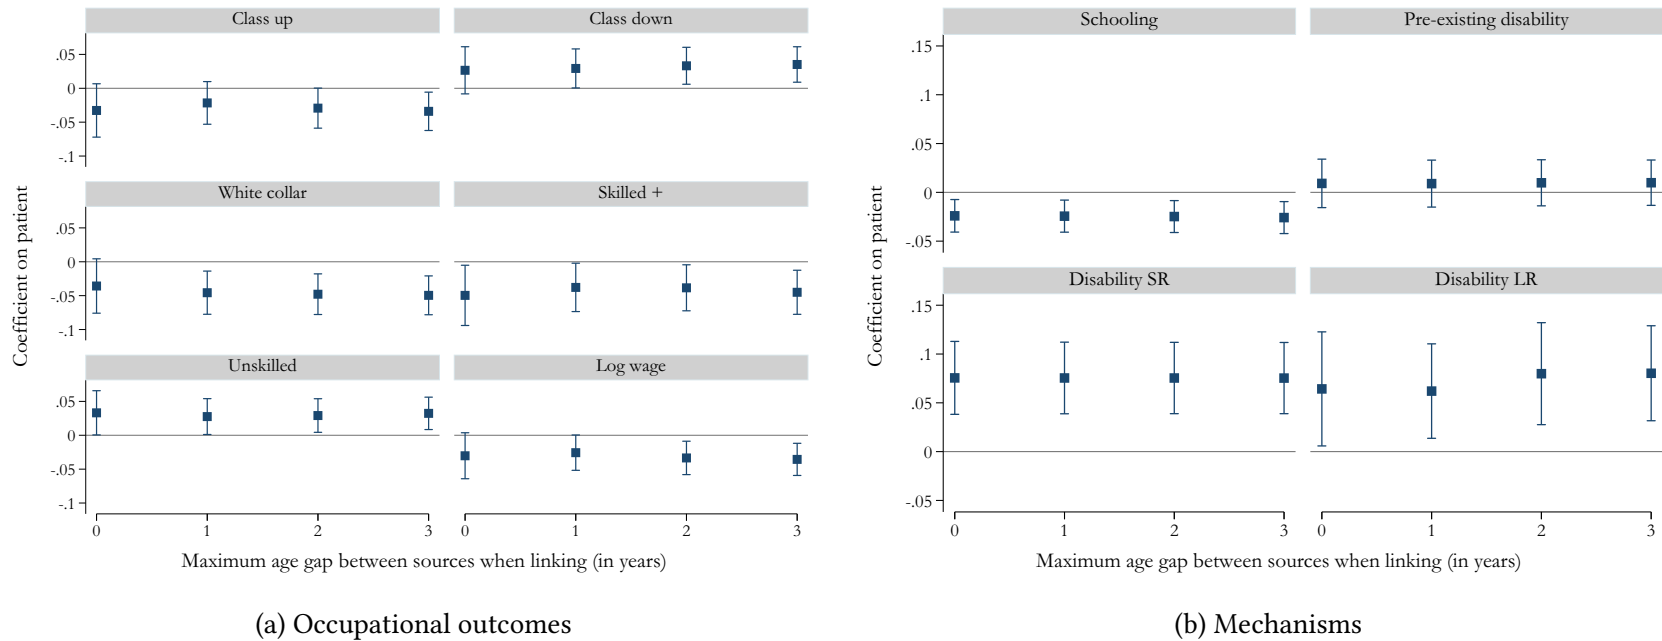 Class up
Class down
.05
0
-.05
-.1
White collar
Skilled +
.05
0
-.05
-.1
Unskilled
Log wage
.05
0
-.05
-.1
0 1 2 3
0 1 2 3
Coefficient on patient
Maximum age gap between sources when linking (in years)
(a) Occupational outcomes
Schooling
Pre-existing disability
.15
.1
.05
0
-.05
Disability SR
Disability LR
.15
.1
.05
0
-.05
0 1 2 3
0 1 2 3
Coefficient on patient
Maximum age gap between sources when linking (in years)
(b) Mechanisms